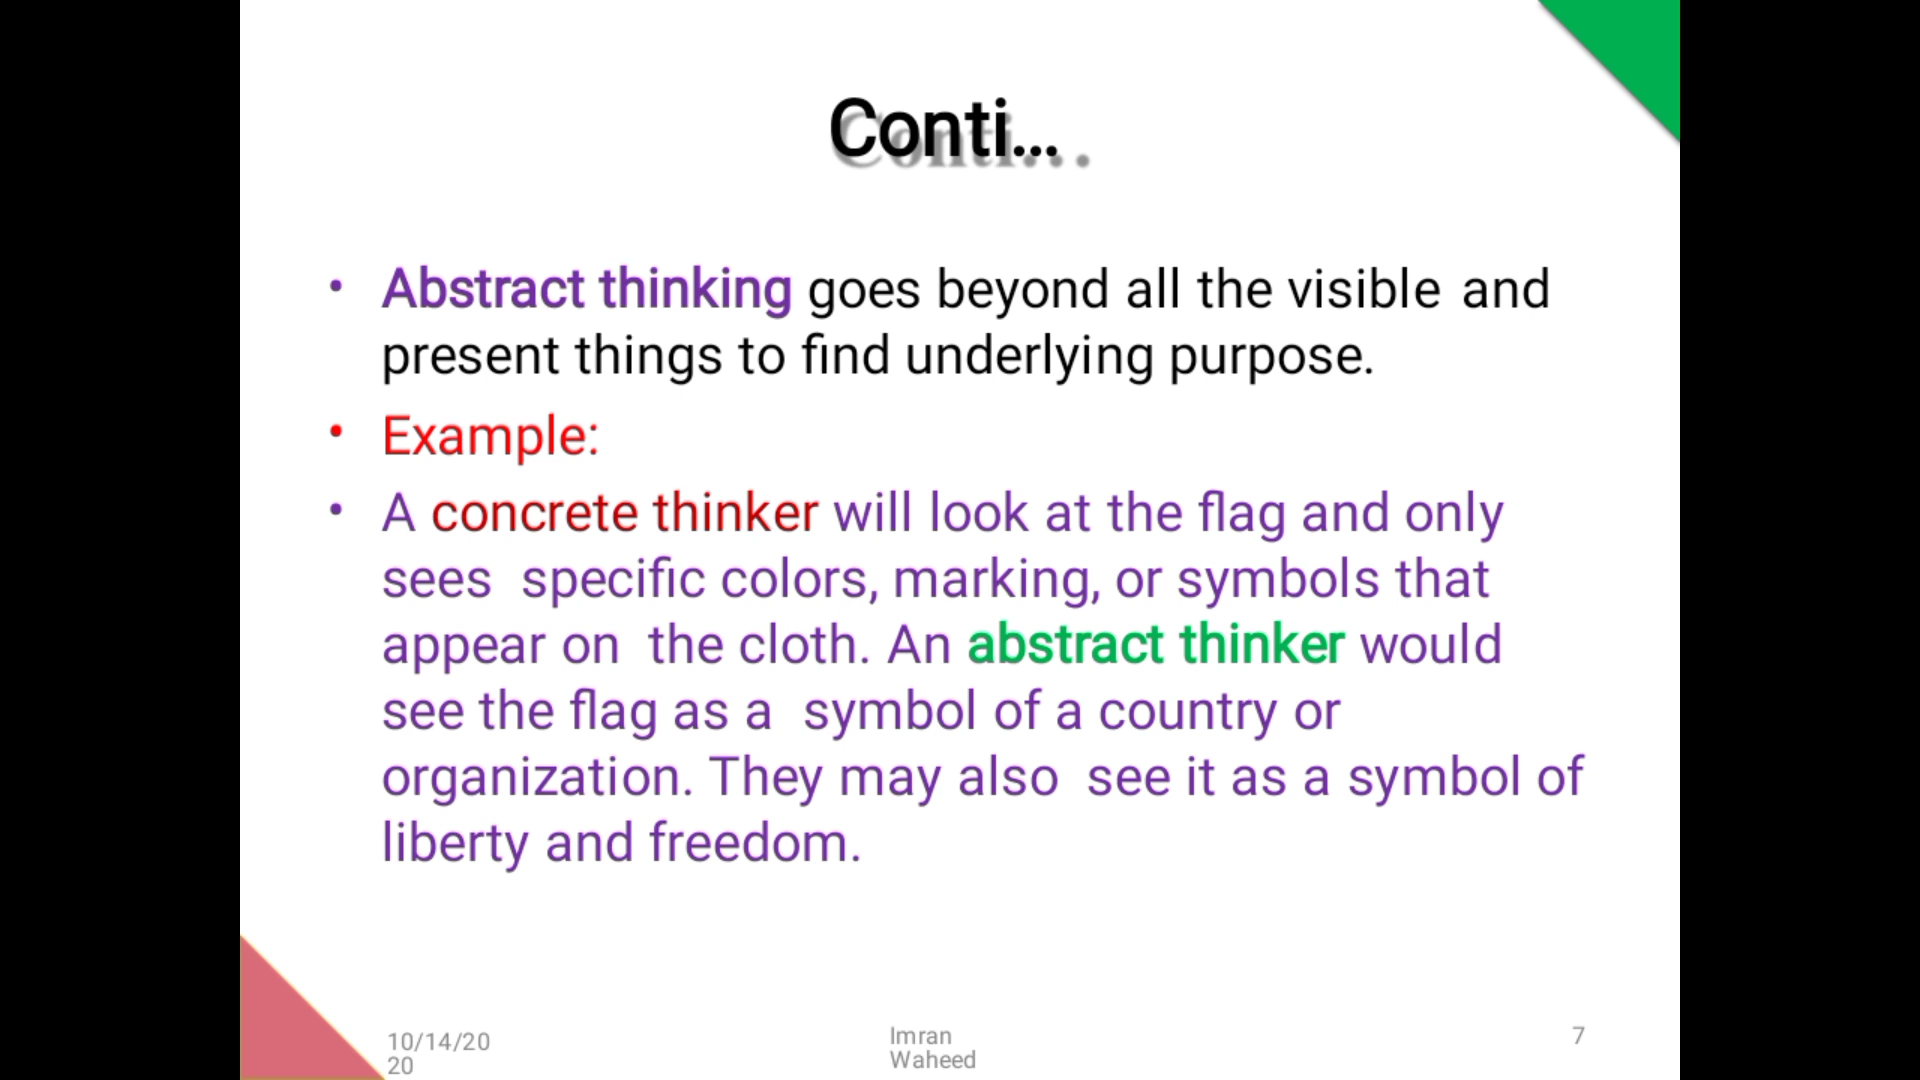 Conti...
• Abstract thinking goes beyond all the visible and
present things to find underlying purpose.
• Example:
• A concrete thinker will look at the flag and only
sees specific colors, marking, or symbols that
appear on the cloth. An abstract thinker would
see the flag as a symbol of a country or
organization. They may also see it as a symbol of
liberty and freedom.
10/14/20
20
Imran
Waheed
7